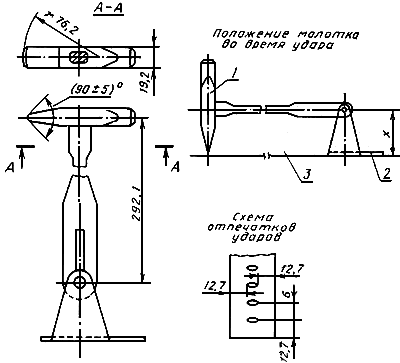 А-А
r 76,2
19,2
(90±5)°
А
А
292,1
Положение молотка
во время удара
1
x
3
2
Схема
отпечатков
ударов
12,7
12,7
6
12,7